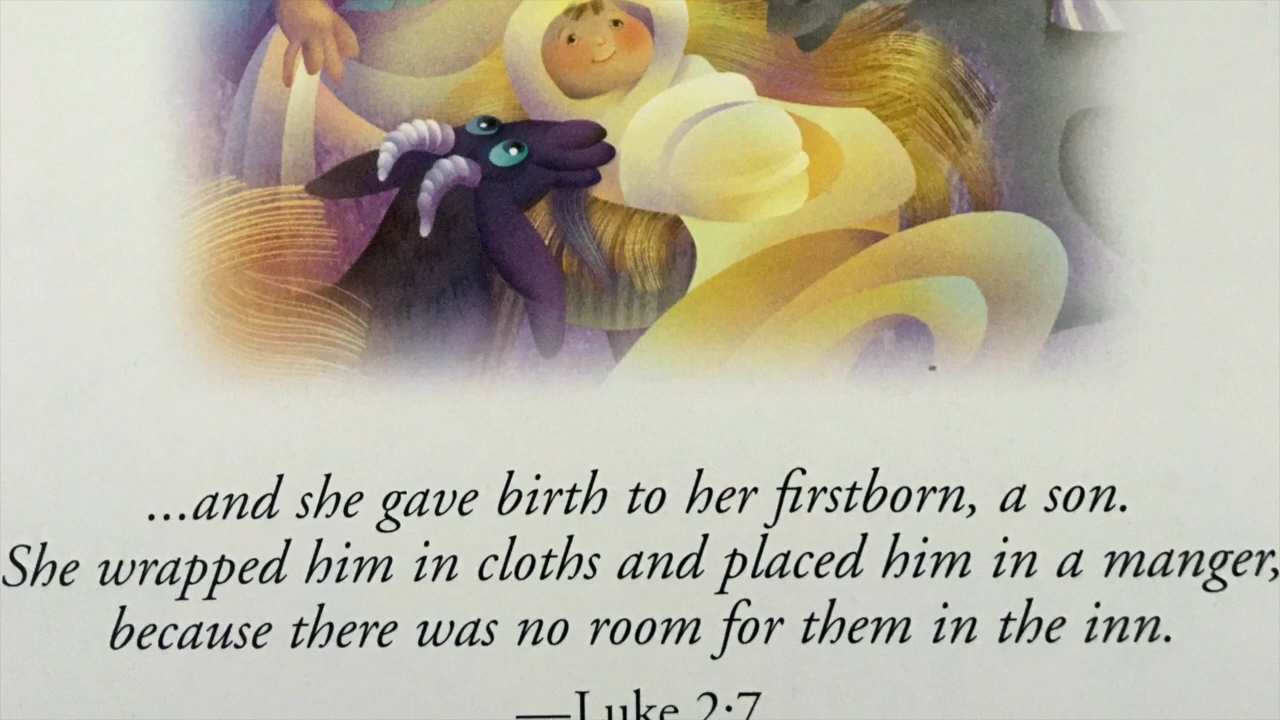 ...and she gave birth to her firstborn, a son.
She wrapped him in cloths and placed him in a manger,
because there was no room for them in the inn.
—Luke 2:7